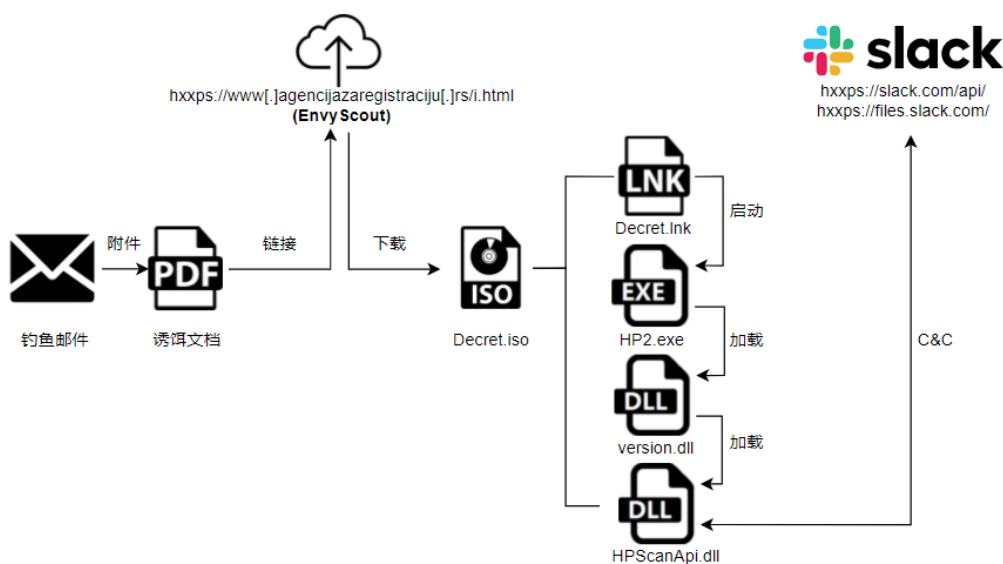 slack
hxxps://slack.com/api/
hxxps://files.slack.com/
hxxps://www[.]agencijazaregistraciju[.]rs/i.html
(EnvyScout)
LNK
Decret.lnk
启动
附件
链接
下载
PDF
ISO
EXE
钓鱼邮件
诱饵文档
Decret.iso
HP2.exe
加载
C&C
DLL
version.dll
加载
DLL
HPScanApi.dll